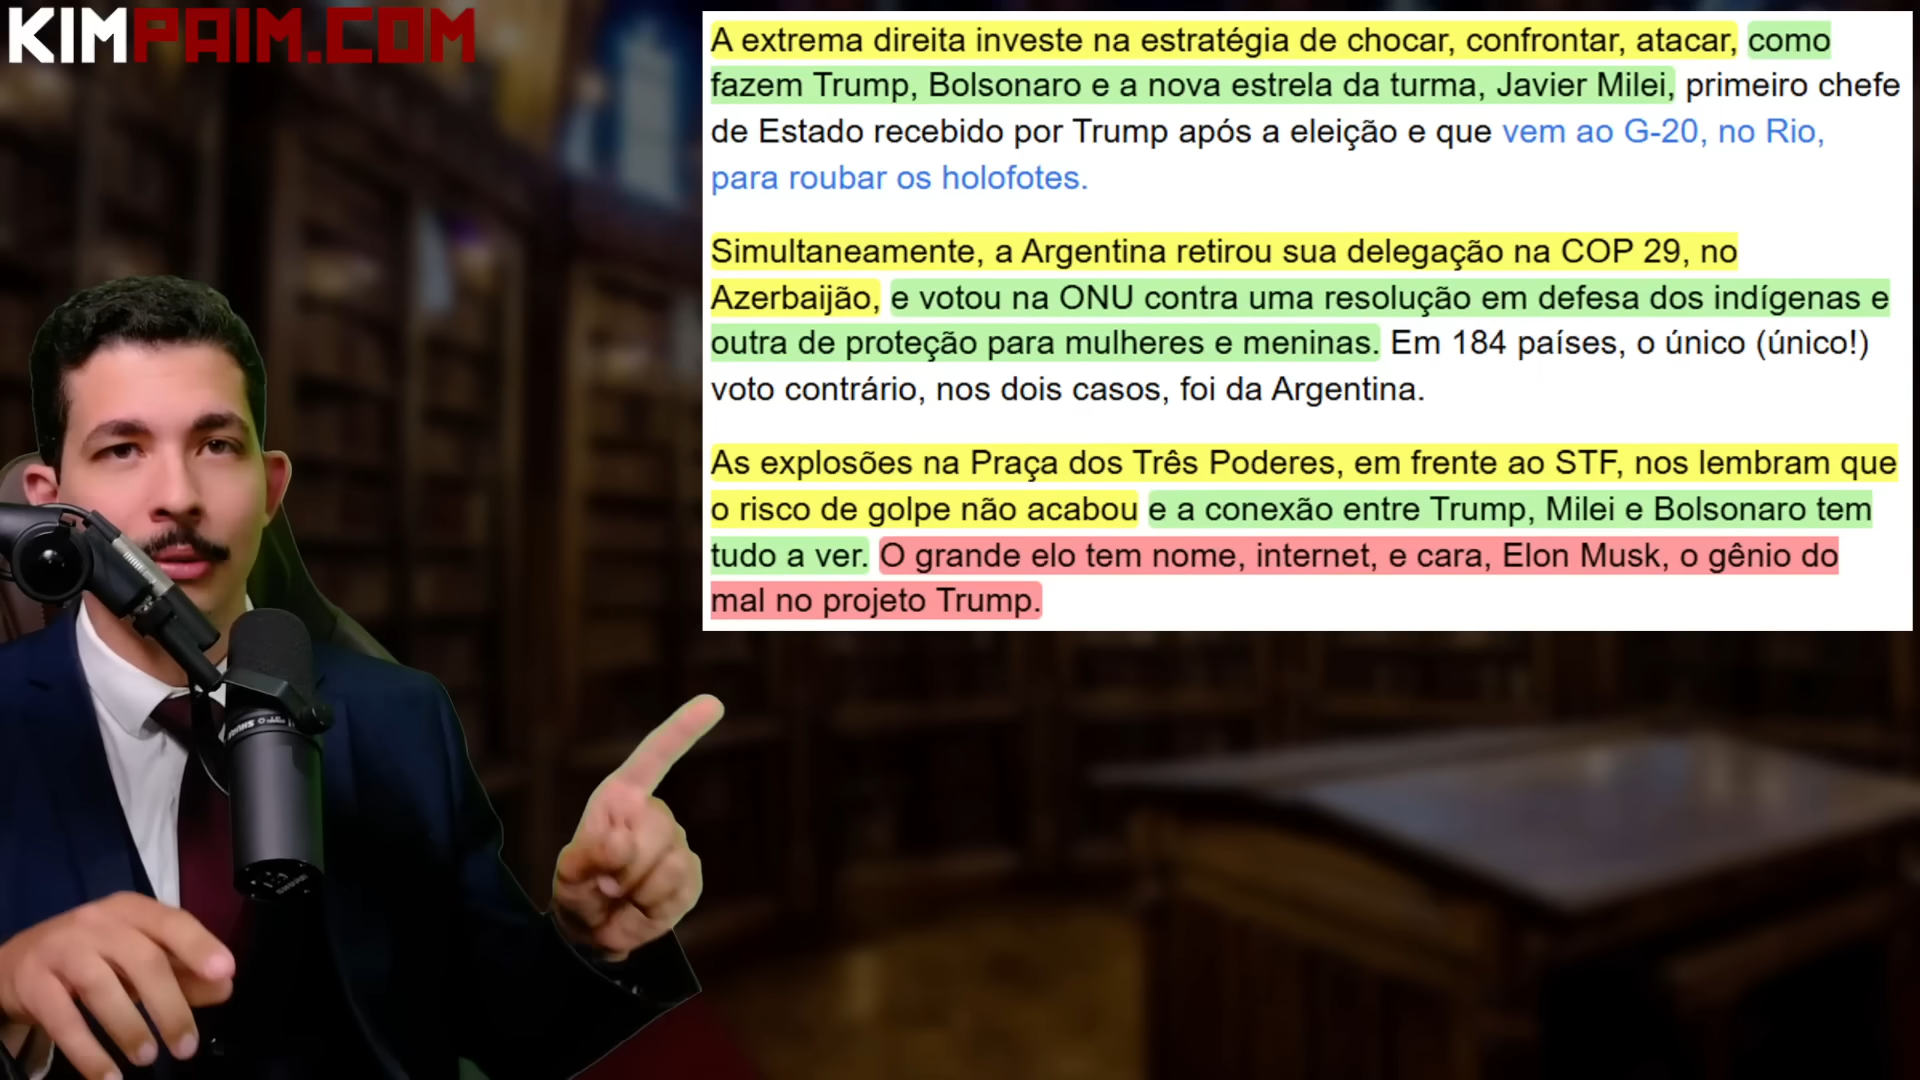 KIMPAIM.COM
A extrema direita investe na estratégia de chocar, confrontar, atacar, como
fazem Trump, Bolsonaro e a nova estrela da turma, Javier Milei, primeiro chefe
de Estado recebido por Trump após a eleição e que vem ao G-20, no Rio,
para roubar os holofotes.
Simultaneamente, a Argentina retirou sua delegação na COP 29, no
Azerbaijão, e votou na ONU contra uma resolução em defesa dos indígenas e
outra de proteção para mulheres e meninas. Em 184 países, o único (único!)
voto contrário, nos dois casos, foi da Argentina.
As explosões na Praça dos Três Poderes, em frente ao STF, nos lembram que
o risco de golpe não acabou e a conexão entre Trump, Milei e Bolsonaro tem
tudo a ver. O grande elo tem nome, internet, e cara, Elon Musk, o gênio do
mal no projeto Trump.